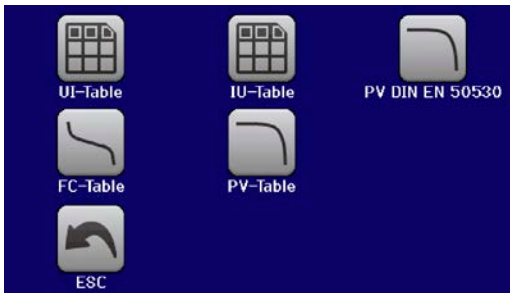 UI-Table
IU-Table
PV DIN EN 50530
FC-Table
PV-Table
ESC